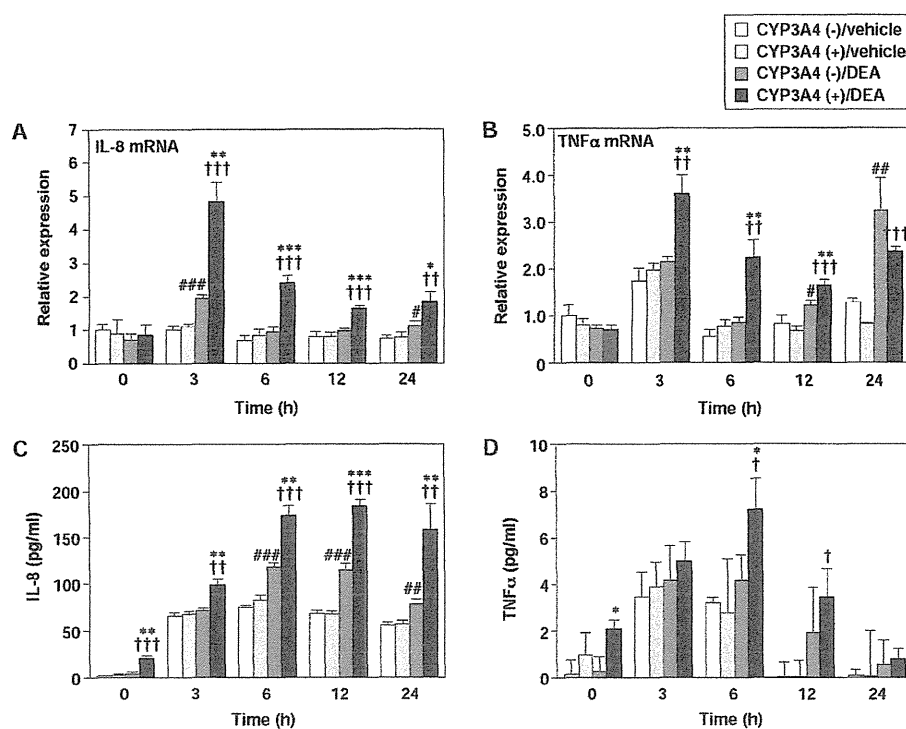 CYP3A4 (-)/vehicle
CYP3A4 (+)/vehicle
CYP3A4 (-)/DEA
CYP3A4 (+)/DEA
A
IL-8 mRNA
Relative expression
7
6
5
4
3
2
1
0
###
**
†††
***
†††
***
†††
#
*
††
0 3 6 12 24
Time (h)
B
TNFα mRNA
Relative expression
5.0
4.0
3.0
2.0
1.0
0.0
**
††
**
††
#
***
†††
##
†††
0 3 6 12 24
Time (h)
C
IL-8 (pg/ml)
250
200
150
100
50
0
**
†††
**
††
###
**
†††
###
***
†††
##
**
††
0 3 6 12 24
Time (h)
D
TNFα (pg/ml)
10
8
6
4
2
0
*
*
†
†
0 3 6 12 24
Time (h)